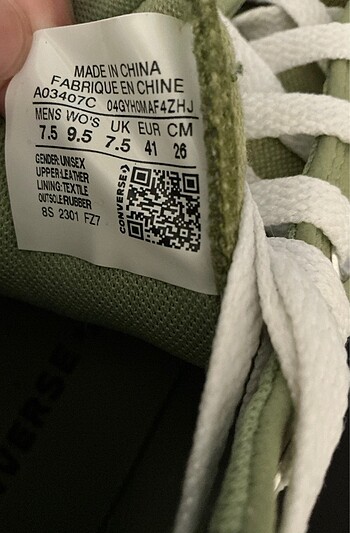 MADE IN CHINA
FABRIQUE EN CHINE
A03407C 04GYH0MAF4ZHJ
MENS WO'S UK EUR CM
7.5 9.5 7.5 41 26
GENDER:UNISEX
UPPER:LEATHER
LINING:TEXTILE
OUTSOLE:RUBBER
8S 2301 FZ7
CONVERSE